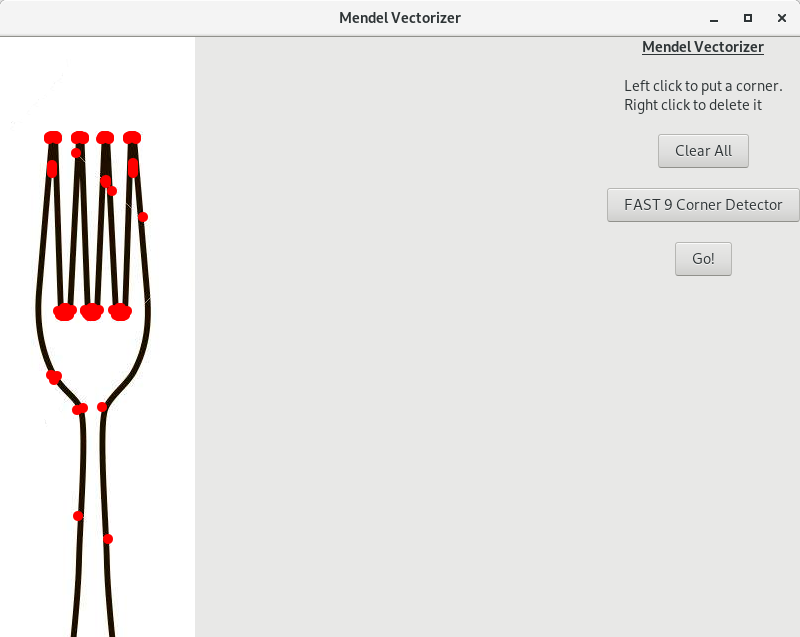 Mendel Vectorizer
Mendel Vectorizer
Left click to put a corner.
Right click to delete it
Clear All
FAST 9 Corner Detector
Go!